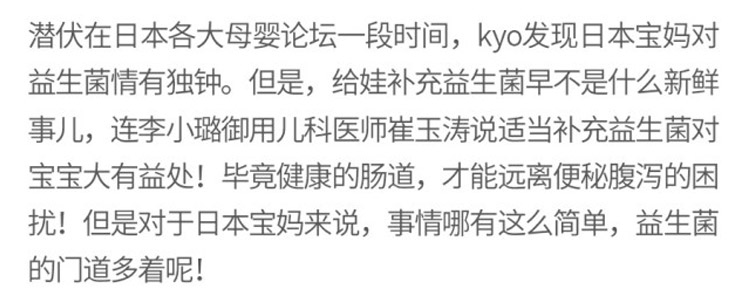 潜伏在日本各大母婴论坛一段时间，kyo发现日本宝妈对
益生菌情有独钟。但是，给娃补充益生菌早不是什么新鲜
事儿，连李小璐御用儿科医师崔玉涛说适当补充益生菌对
宝宝大有益处！毕竟健康的肠道，才能远离便秘腹泻的困
扰！但是对于日本宝妈来说，事情哪有这么简单，益生菌
的门道多着呢！